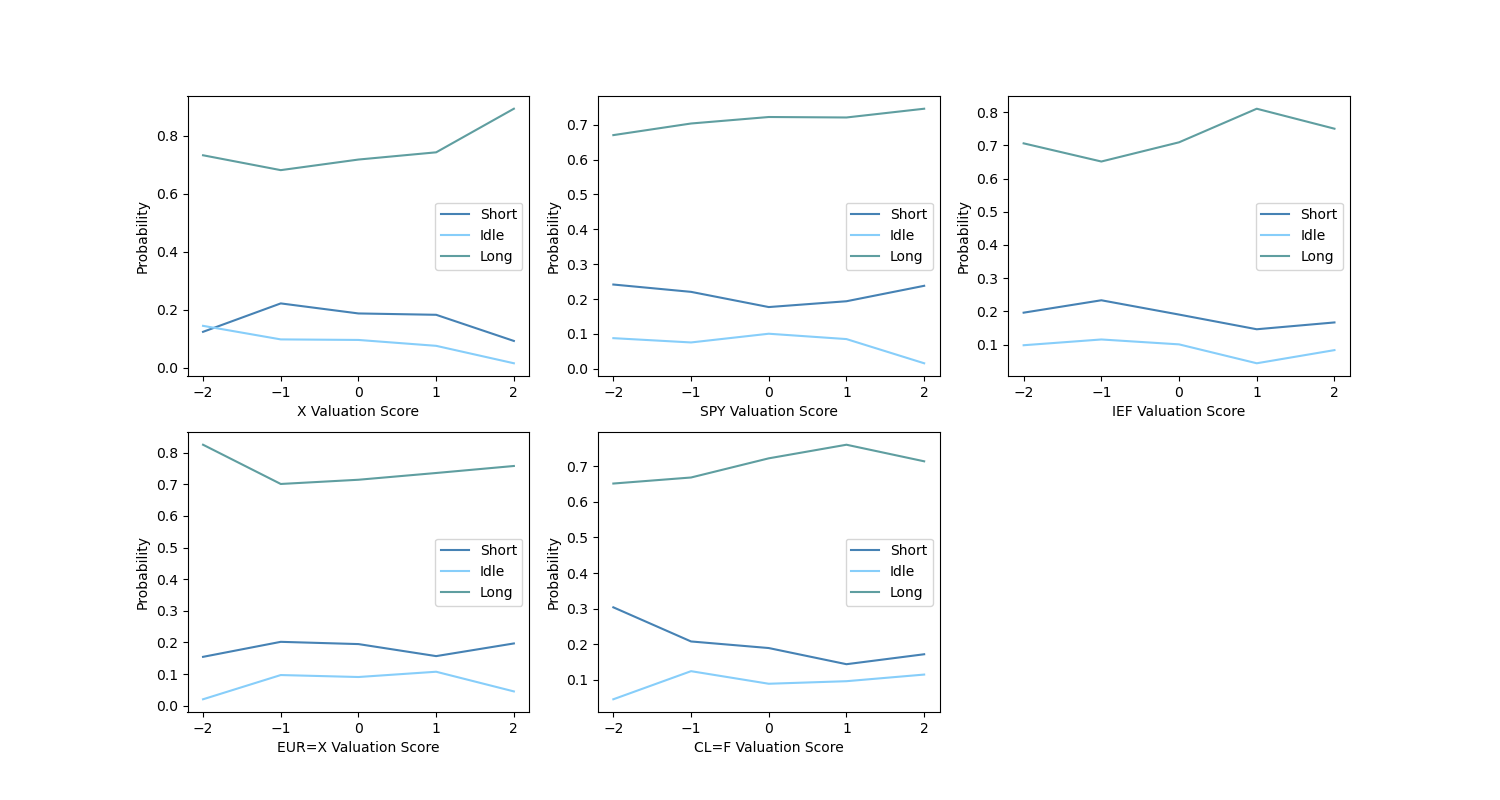 0.8
0.6
0.4
0.2
0.0
Probability
Short
Idle
Long
−2 −1 0 1 2
X Valuation Score
0.7
0.6
0.5
0.4
0.3
0.2
0.1
0.0
Probability
Short
Idle
Long
−2 −1 0 1 2
SPY Valuation Score
0.8
0.7
0.6
0.5
0.4
0.3
0.2
0.1
Probability
Short
Idle
Long
−2 −1 0 1 2
IEF Valuation Score
0.8
0.7
0.6
0.5
0.4
0.3
0.2
0.1
0.0
Probability
Short
Idle
Long
−2 −1 0 1 2
EUR=X Valuation Score
0.7
0.6
0.5
0.4
0.3
0.2
0.1
Probability
Short
Idle
Long
−2 −1 0 1 2
CL=F Valuation Score